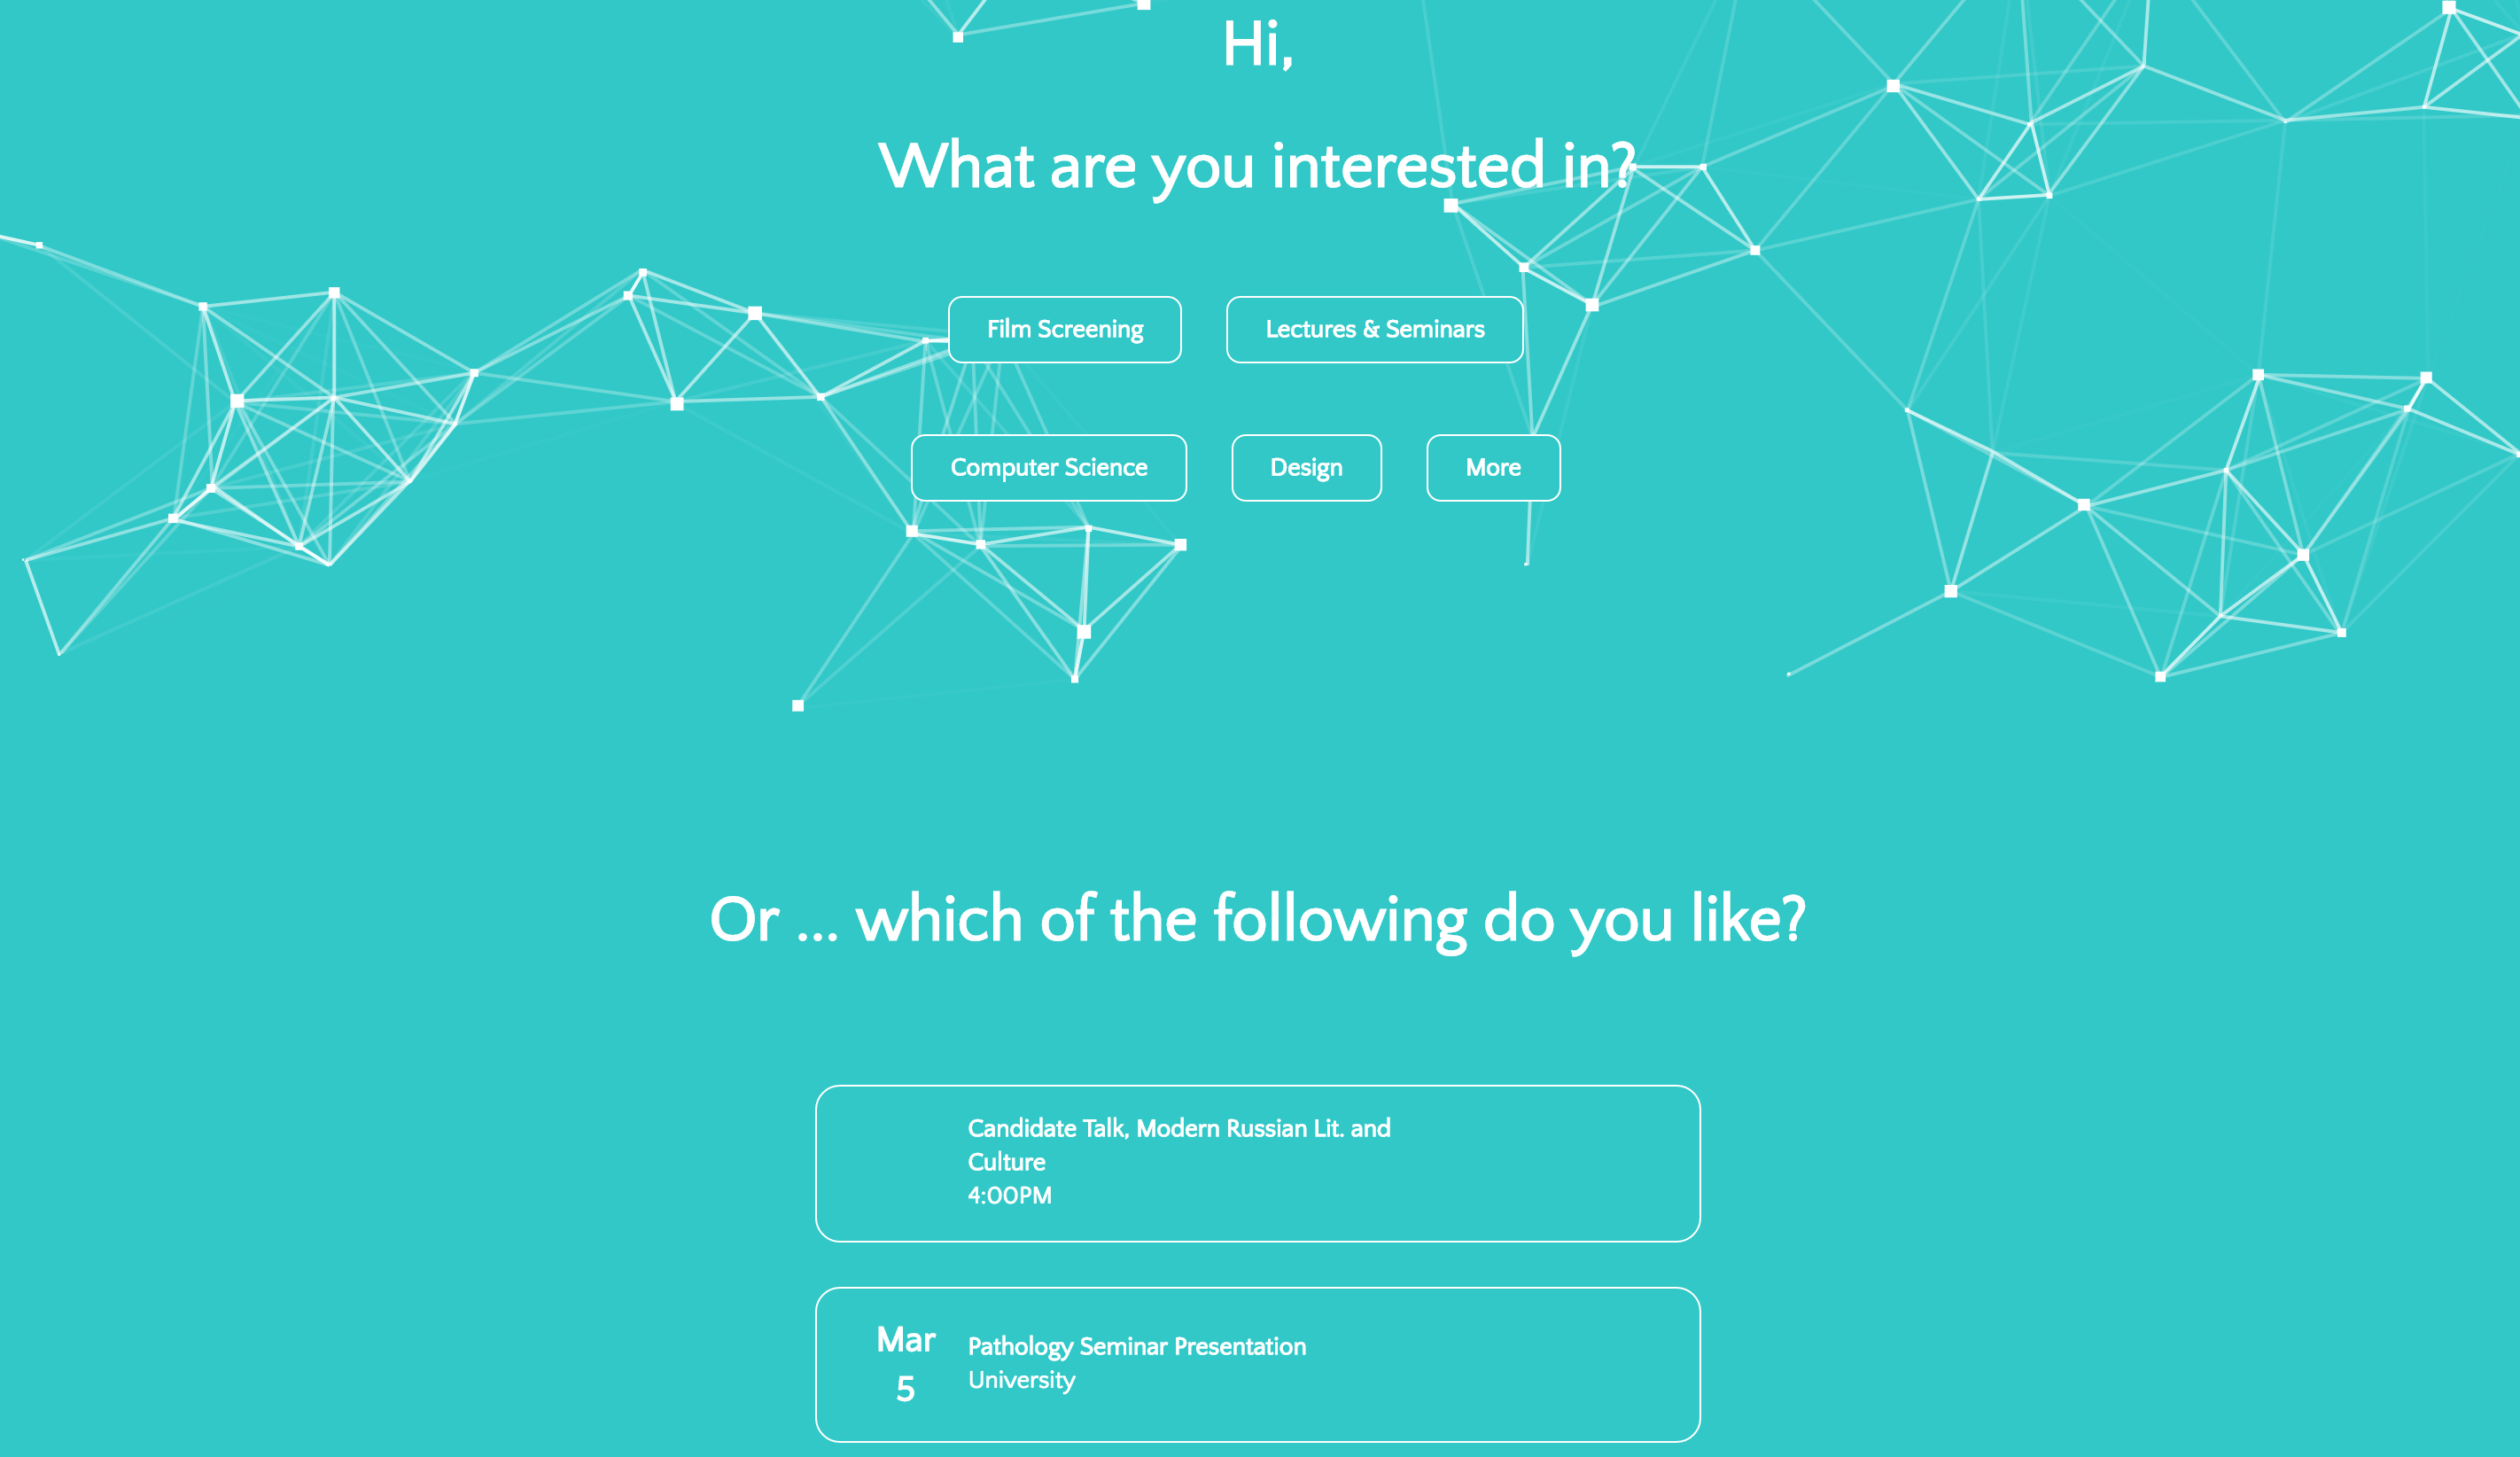 Hi,
What are you interested in?
Film Screening
Lectures & Seminars
Computer Science
Design
More
Or ... which of the following do you like?
Candidate Talk, Modern Russian Lit. and
Culture
4:00PM
Mar
5
Pathology Seminar Presentation
University